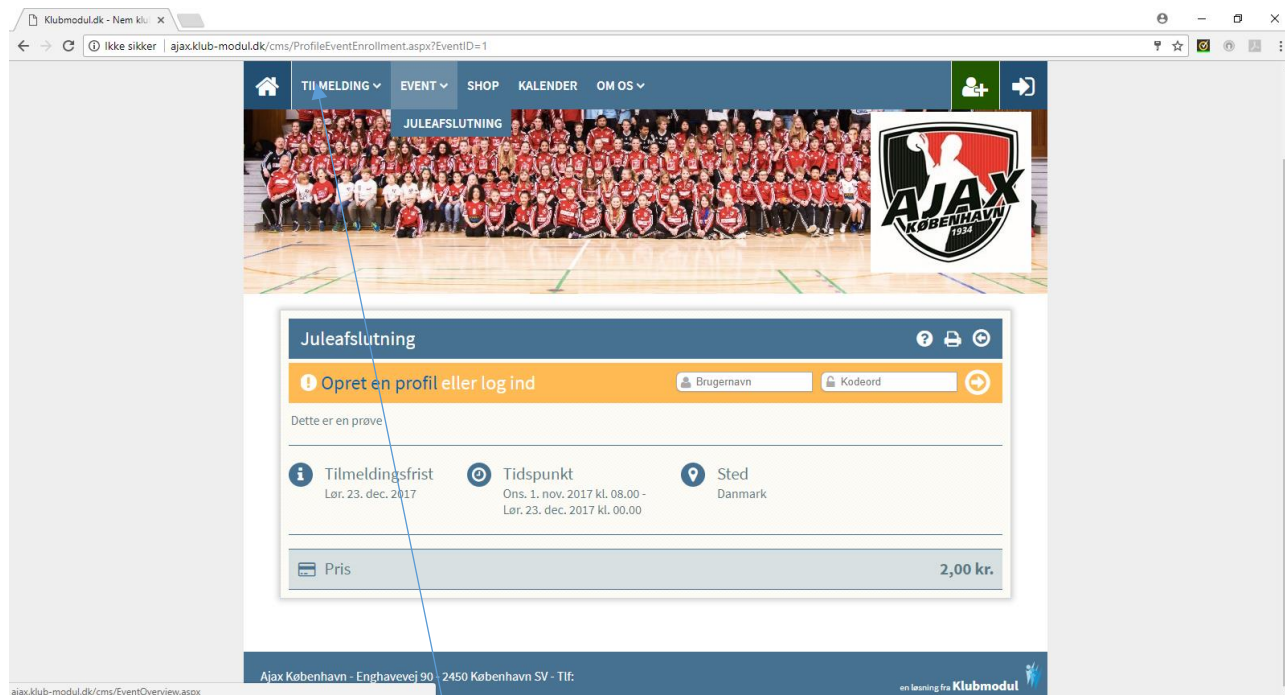 Klubmodul.dk - Nem klu
Ikke sikker | ajax.klub-modul.dk/cms/ProfileEventEnrollment.aspx?EventID=1
TILMELDING EVENT SHOP KALENDER OM OS
JULEAFSLUTNING
AJAX
KØBENHAVN
1934
Juleafslutning
Opret en profil eller log ind Brugernavn Kodeord
Dette er en prøve
Tilmeldingsfrist Tidspunkt Sted
Lør. 23. dec. 2017 Ons. 1. nov. 2017 kl. 08.00 - Danmark
Lør. 23. dec. 2017 kl. 00.00
Pris 2,00 kr.
Ajax København - Enghavevej 90 - 2450 København SV - Tlf:
en løsning fra Klubmodul
ajax.klub-modul.dk/cms/EventOverview.aspx